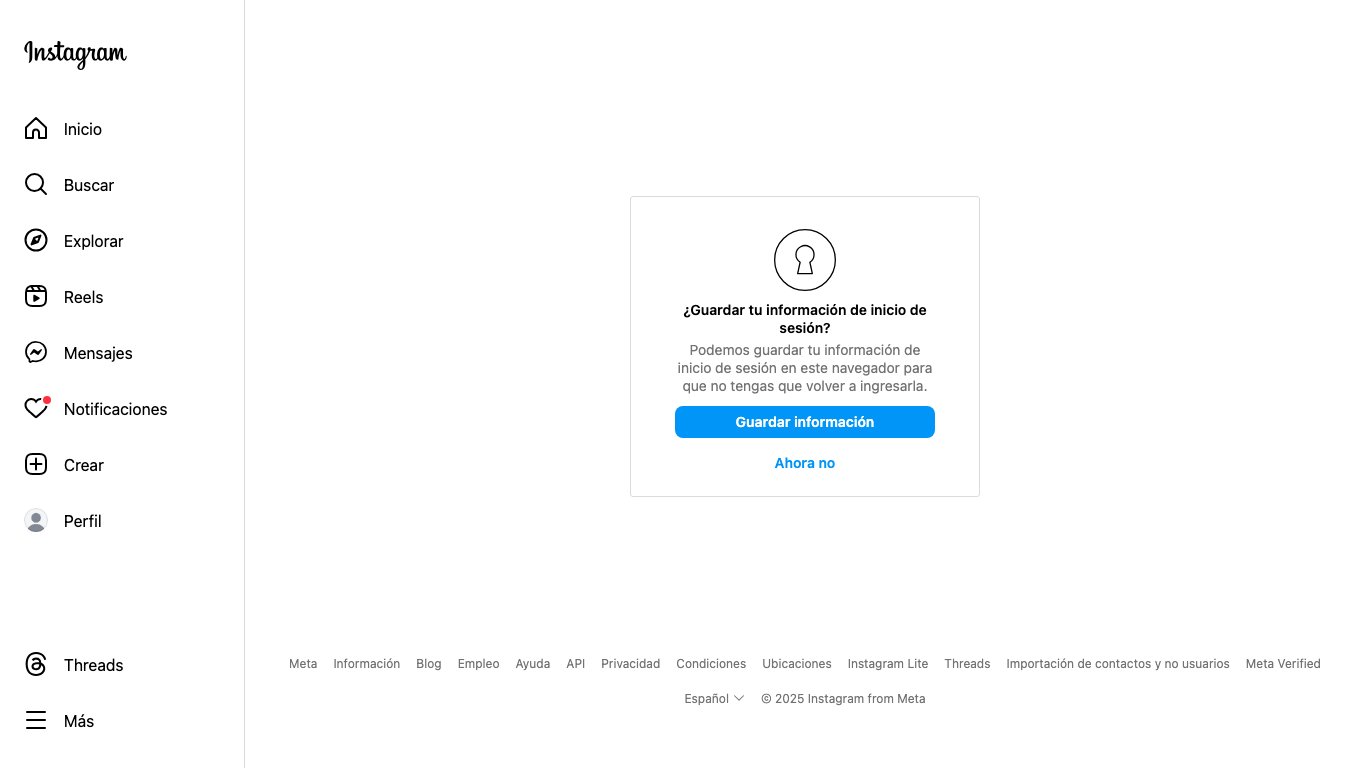 Instagram
Inicio
Buscar
Explorar
Reels
Mensajes
Notificaciones
Crear
Perfil
Threads
Más
¿Guardar tu información de inicio de
sesión?
Podemos guardar tu información de
inicio de sesión en este navegador para
que no tengas que volver a ingresarla.
Guardar información
Ahora no
Meta Información Blog Empleo Ayuda API Privacidad Condiciones Ubicaciones Instagram Lite Threads Importación de contactos y no usuarios Meta Verified
Español © 2025 Instagram from Meta